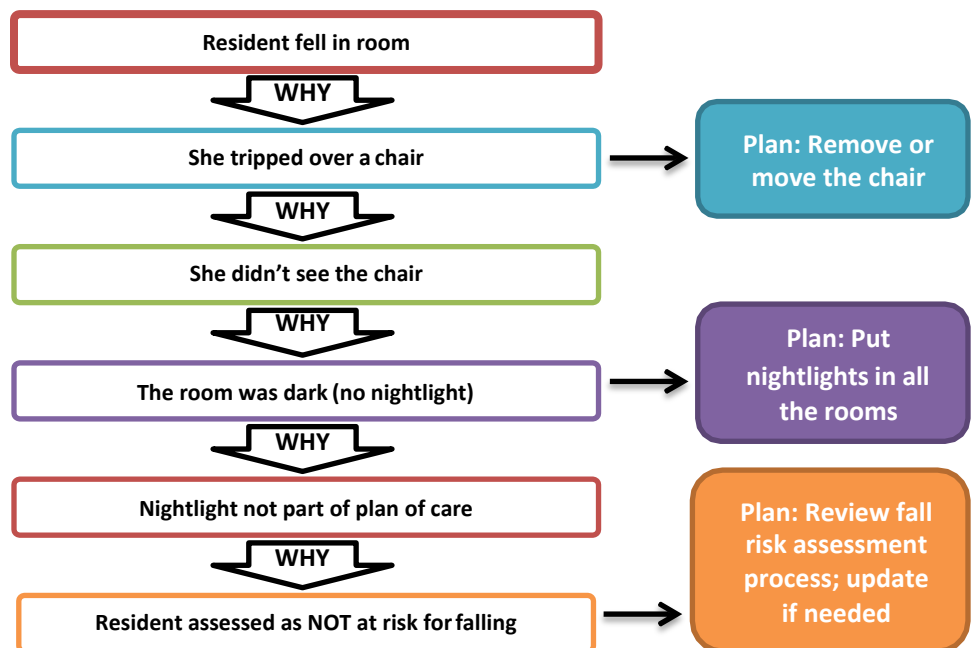 Resident fell in room
WHY
She tripped over a chair
Plan: Remove or
move the chair
WHY
She didn’t see the chair
WHY
The room was dark (no nightlight)
Plan: Put
nightlights in all
the rooms
WHY
Nightlight not part of plan of care
WHY
Resident assessed as NOT at risk for falling
Plan: Review fall
risk assessment
process; update
if needed